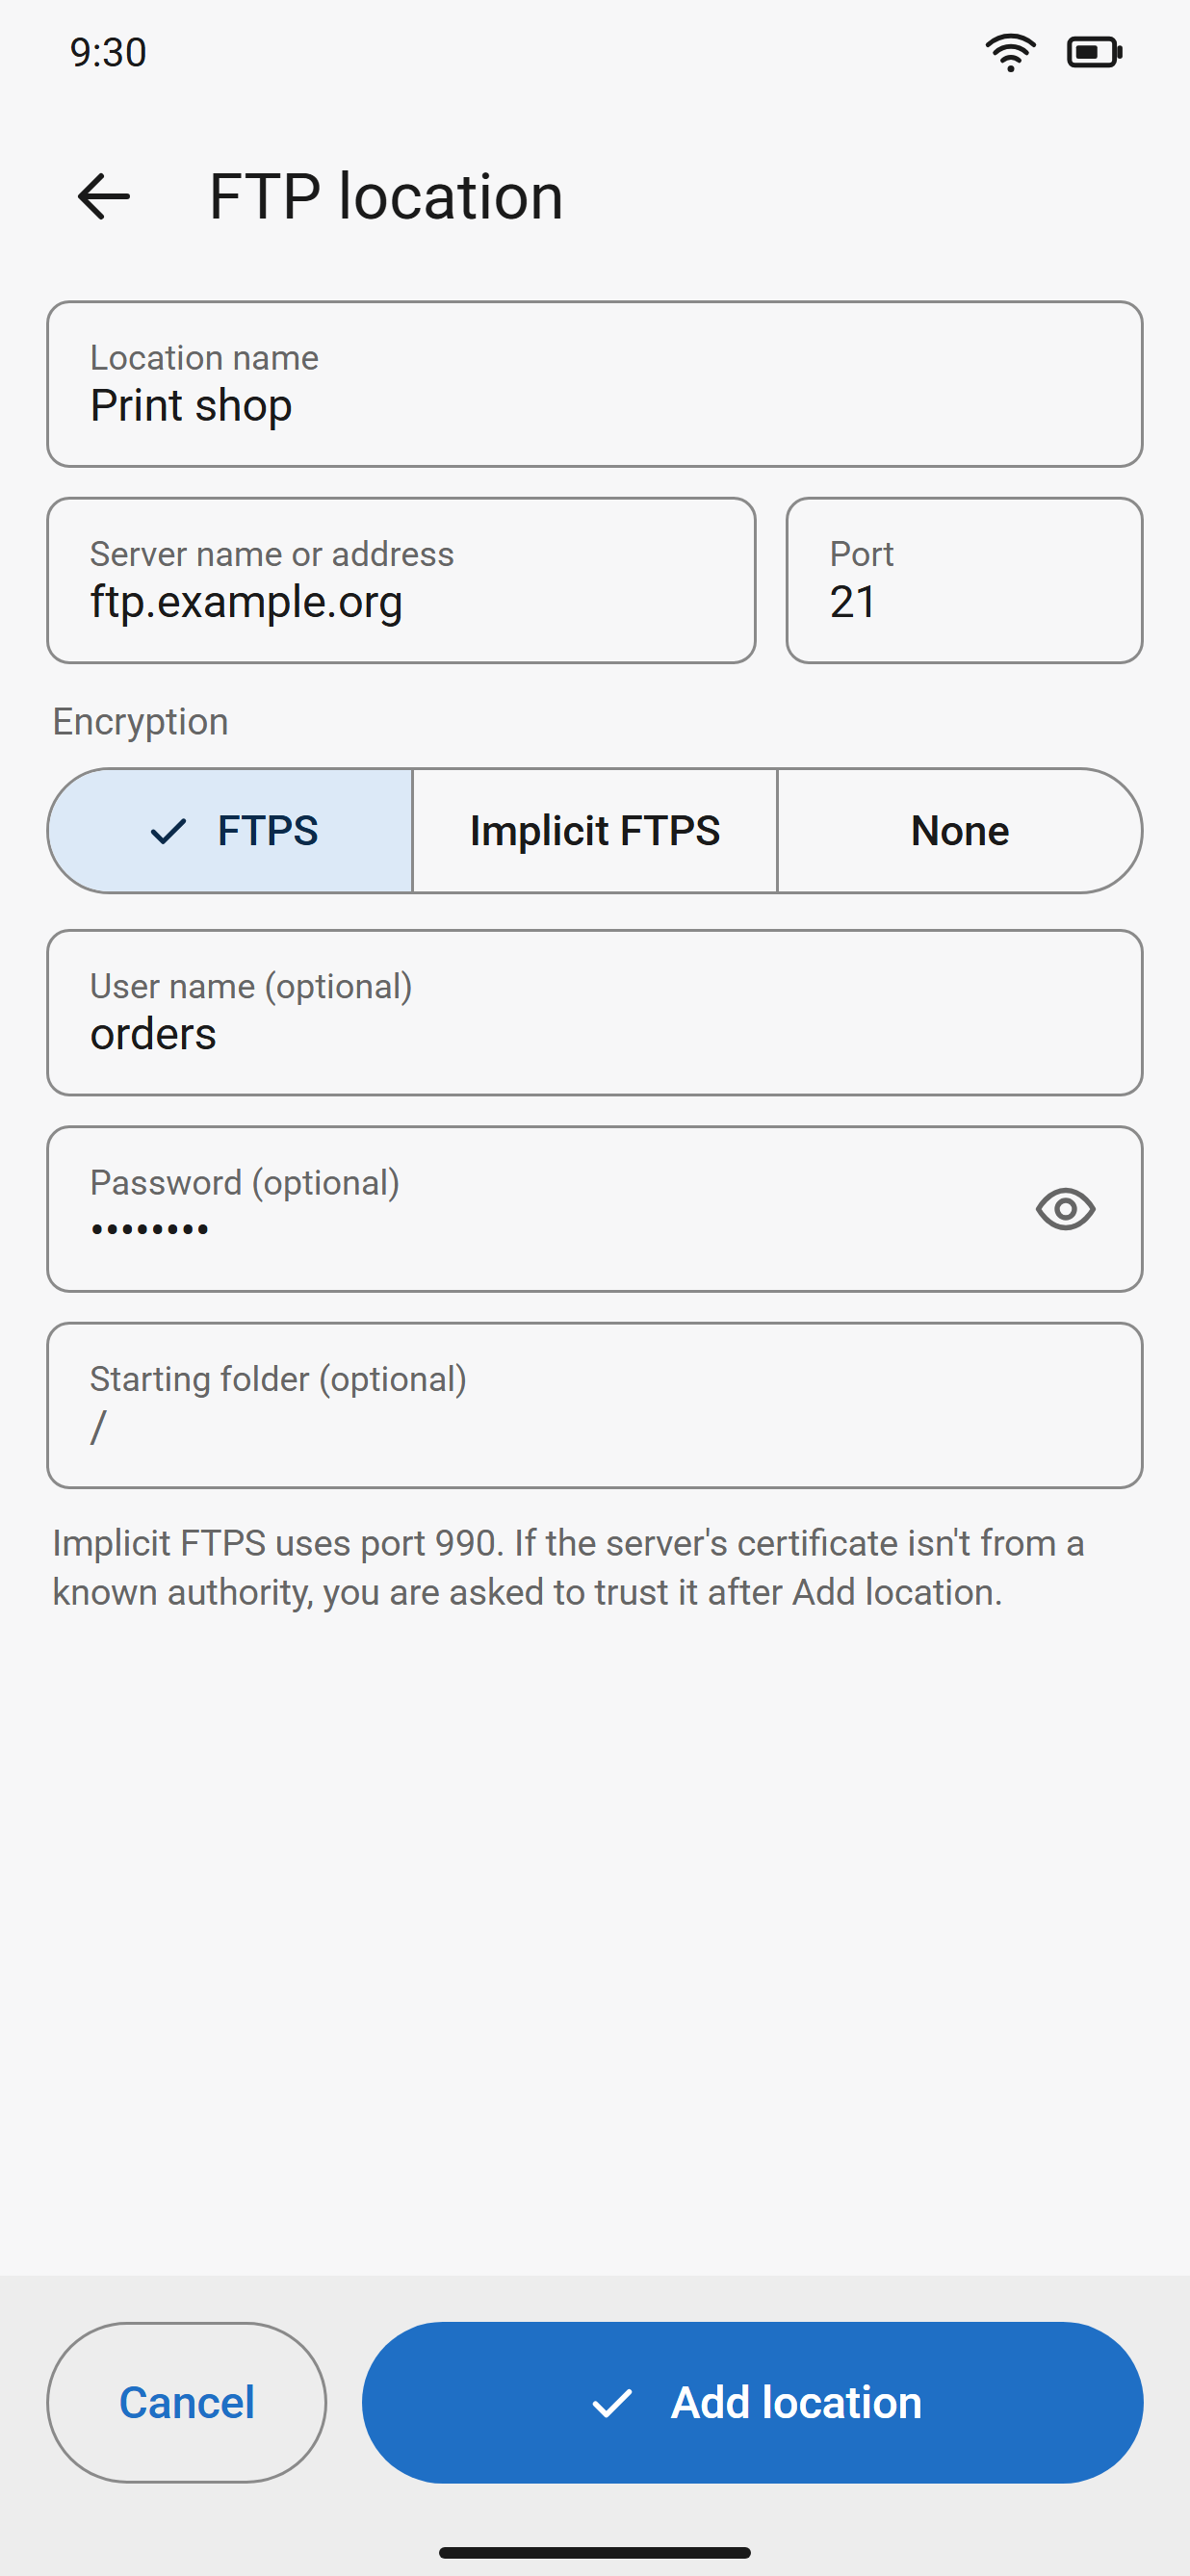 9:30
FTP location
Location name
Print shop
Server name or address
ftp.example.org
Port
21
Encryption
FTPS
Implicit FTPS
None
User name (optional)
orders
Password (optional)
••••••••
Starting folder (optional)
/
Implicit FTPS uses port 990. If the server's certificate isn't from a
known authority, you are asked to trust it after Add location.
Cancel
Add location